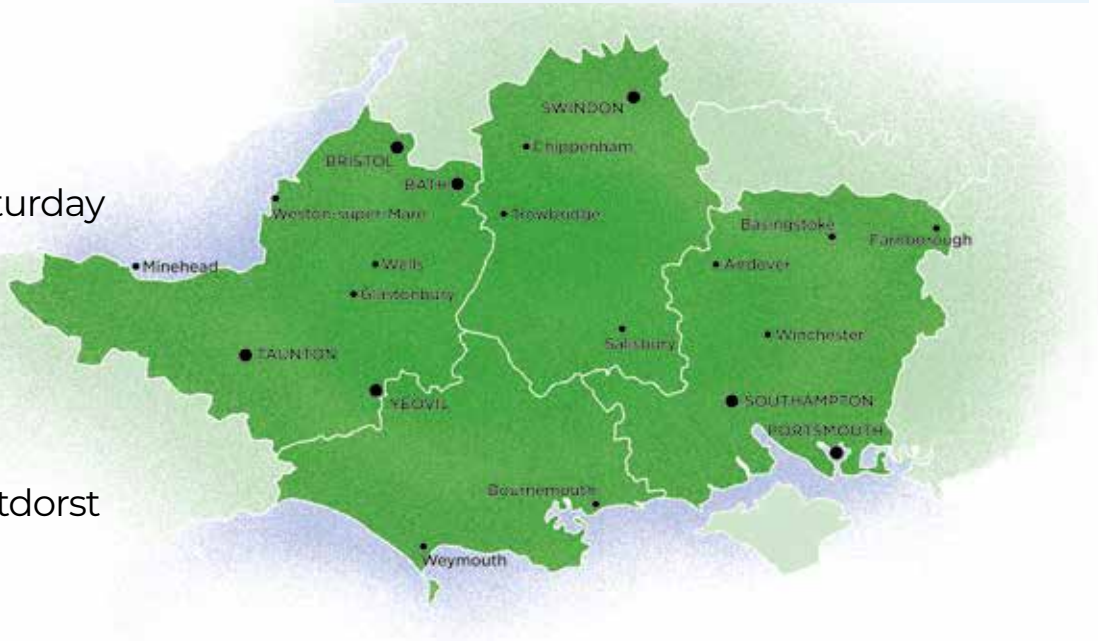 SWINDON
Chippenham
BRISTOL
BATH
turday
Weston-super-Mare
Trowbridge
Basingstoke
Farnborough
Minehead
Wells
Andover
Glastonbury
Salisbury
Winchester
TAUNTON
YEOVIL
SOUTHAMPTON
PORTSMOUTH
tdorst
Bournemouth
Weymouth